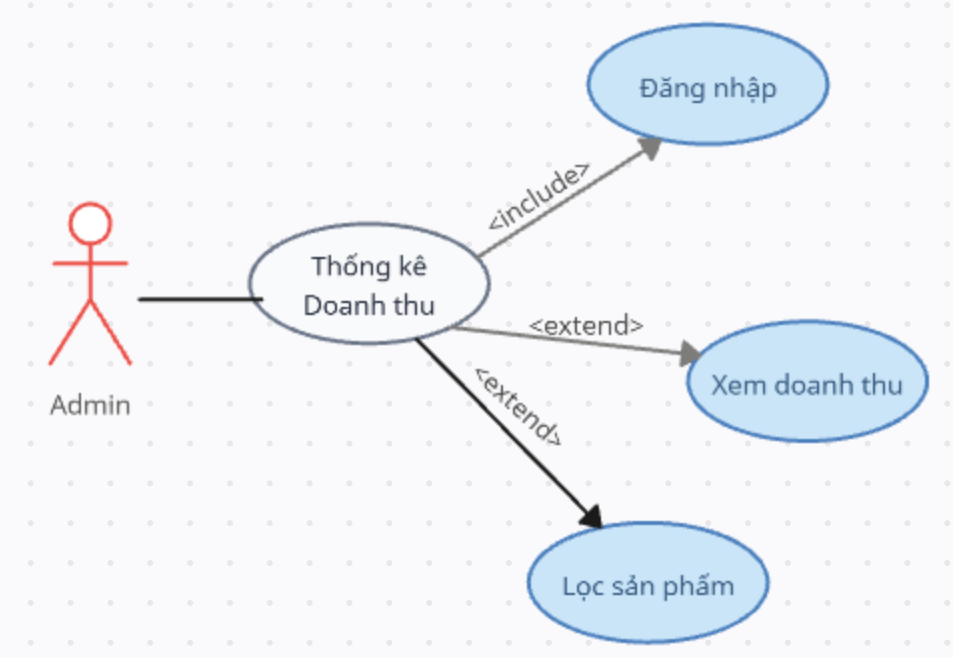 Đăng nhập
<include>
Thống kê
Doanh thu
<extend>
Xem doanh thu
<extend>
Admin
Lọc sản phẩm